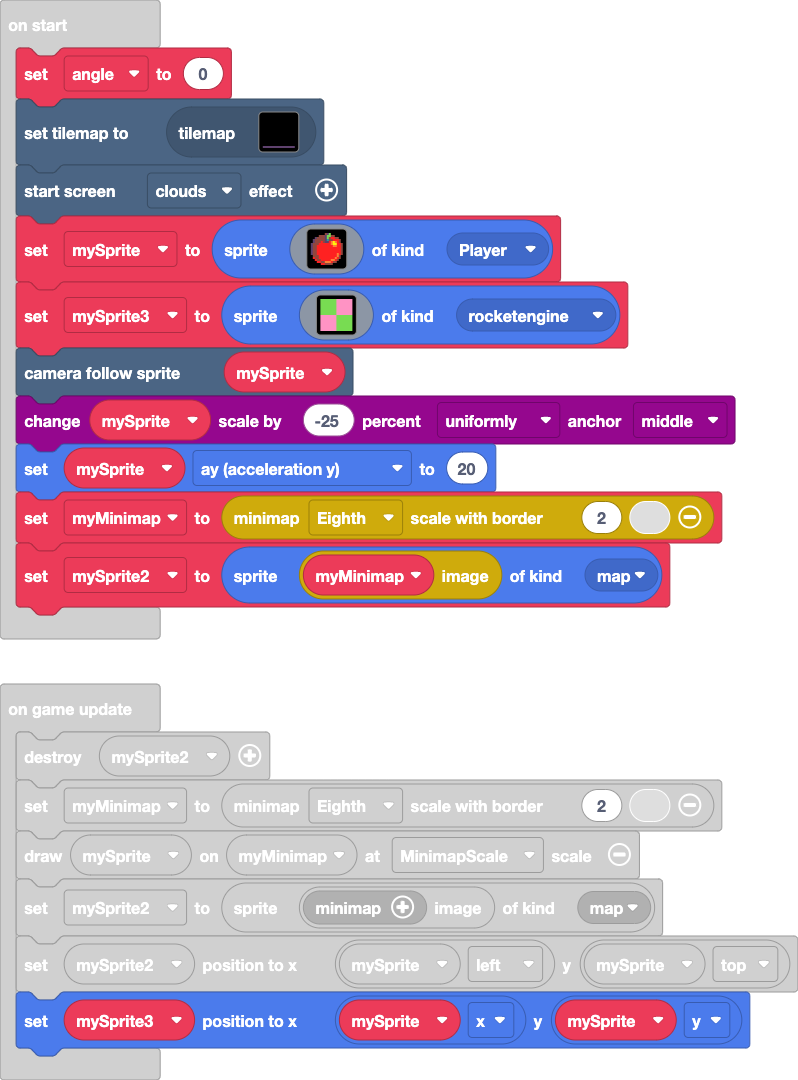 on start
set angle to 0
set tilemap to tilemap
start screen clouds effect
set mySprite to sprite of kind Player
set mySprite3 to sprite of kind rocketengine
camera follow sprite mySprite
change mySprite scale by -25 percent uniformly anchor middle
set mySprite ay (acceleration y) to 20
set myMinimap to minimap Eighth scale with border 2
set mySprite2 to sprite myMinimap image of kind map
on game update
destroy mySprite2
set myMinimap to minimap Eighth scale with border 2
draw mySprite on myMinimap at MinimapScale scale
set mySprite2 to sprite minimap image of kind map
set mySprite2 position to x mySprite left y mySprite top
set mySprite3 position to x mySprite x y mySprite y